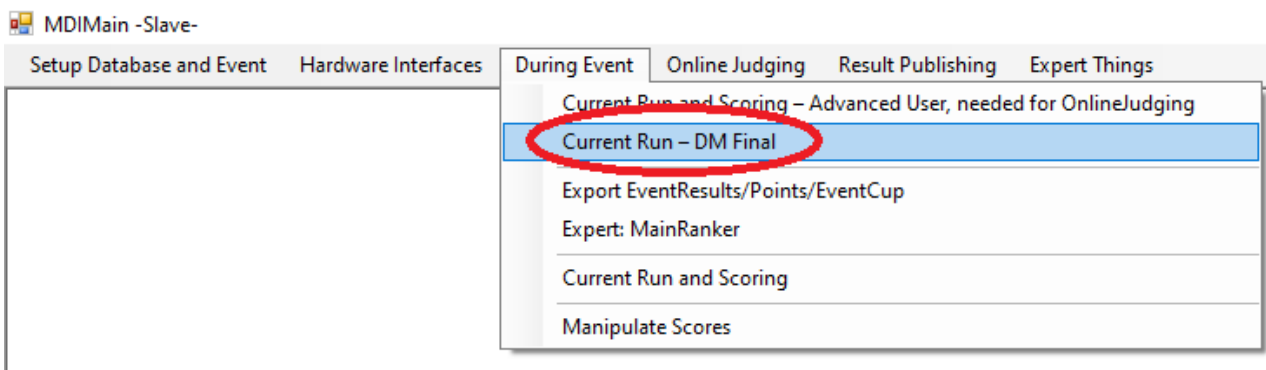 MDIMain -Slave-
Setup Database and Event Hardware Interfaces During Event Online Judging Result Publishing Expert Things
Current Run and Scoring – Advanced User, needed for OnlineJudging
Current Run – DM Final
Export EventResults/Points/EventCup
Expert: MainRanker
Current Run and Scoring
Manipulate Scores